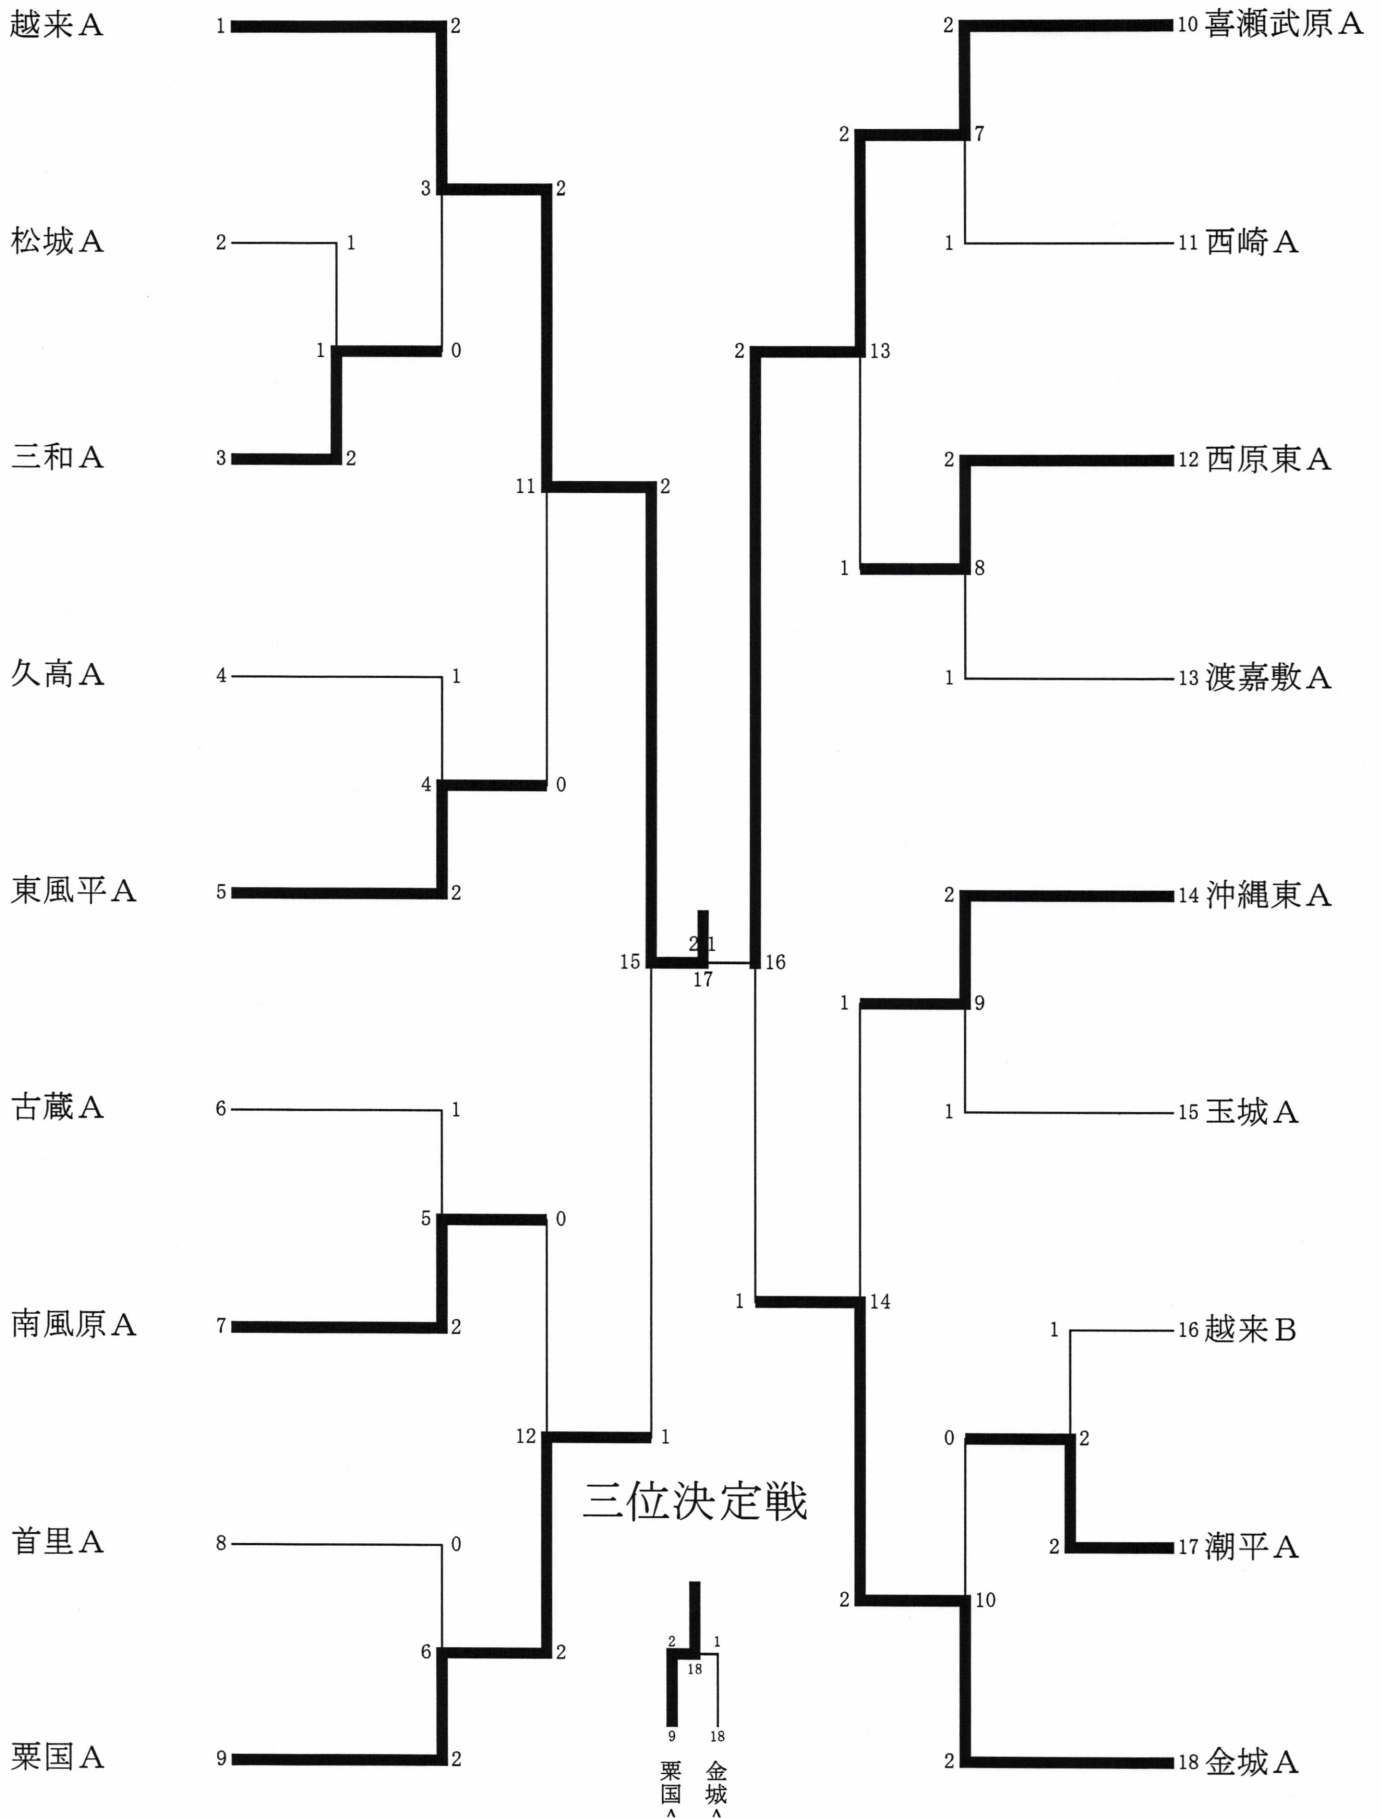 越来A 1 2 2 10 喜瀬武原A
2 7
3 2
松城A 2 1 1 11 西崎A
1 0 2 13
三和A 3 2 2 12 西原東A
11 2
1 8
久高A 4 1 1 13 渡嘉敷A
4 0
東風平A 5 2 2 14 沖縄東A
2 1
15 17 16
1 9
古蔵A 6 1 1 15 玉城A
5 0
1 14
南風原A 7 2 1 16 越来B
12 1 0 2
三位決定戦
首里A 8 0 2 17 潮平A
2 10
2 1
6 2 18
9 18
粟国A 9 2 2 18 金城A
粟国A
金城A